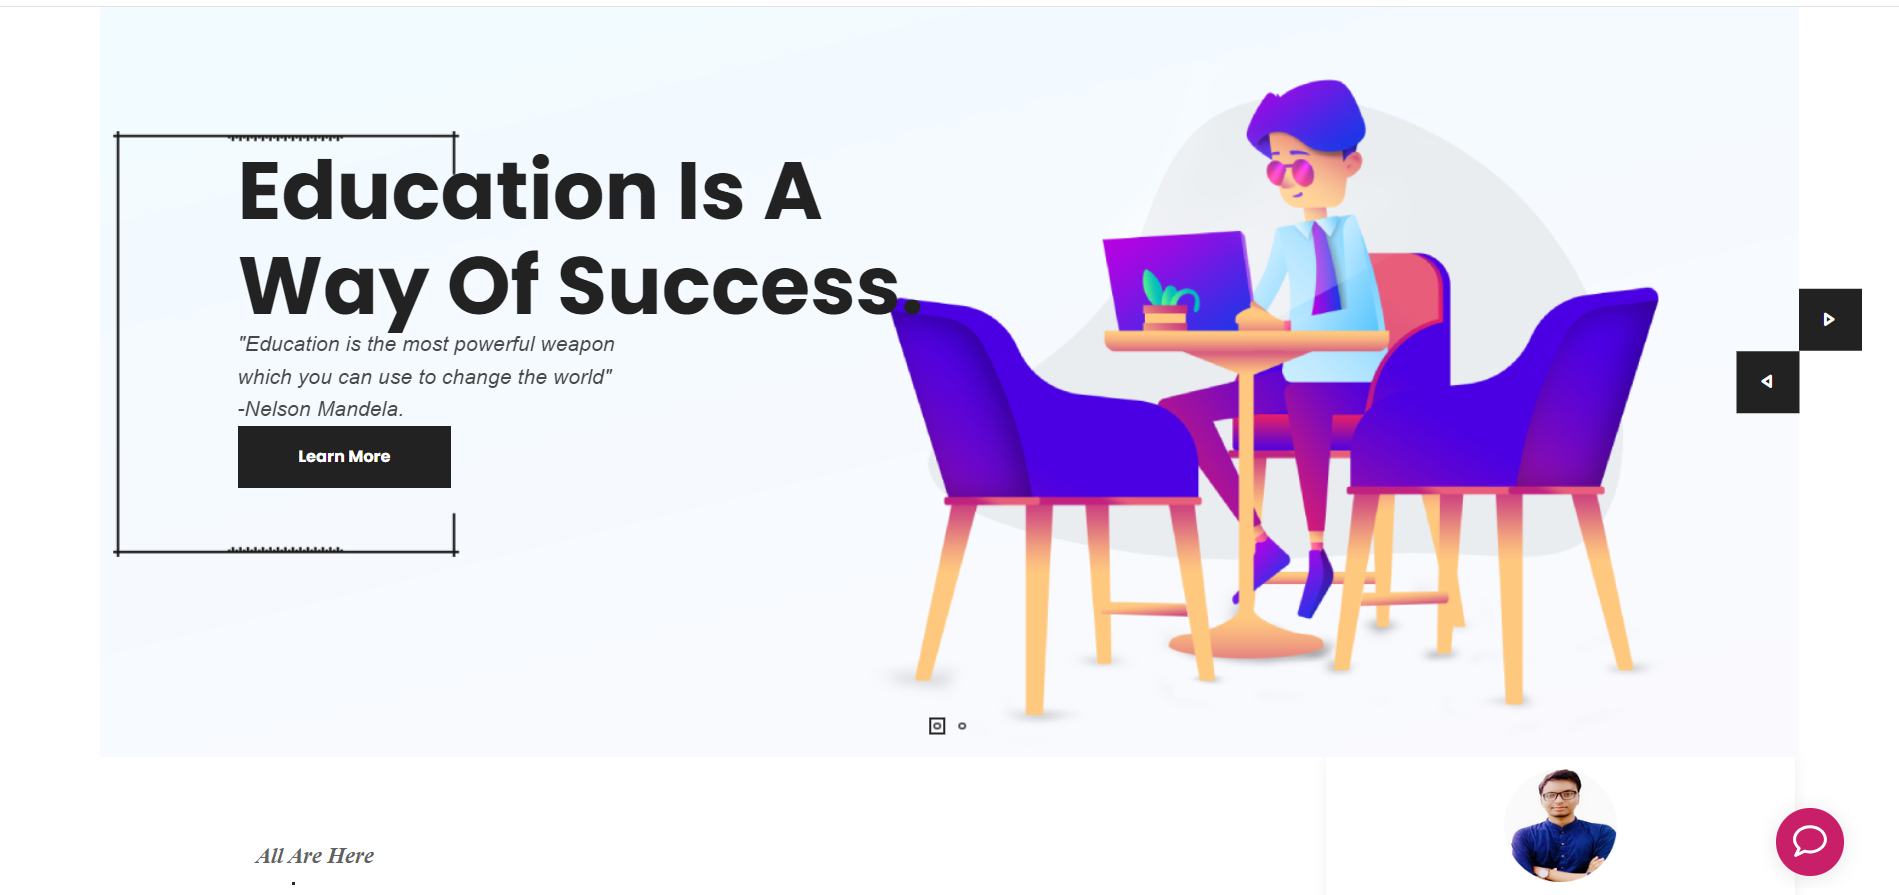 Education Is A
Way Of Success.
"Education is the most powerful weapon
which you can use to change the world"
-Nelson Mandela.
Learn More
All Are Here